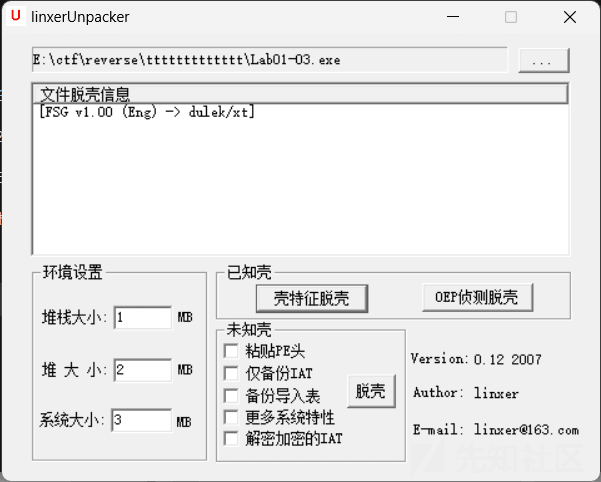 linxerUnpacker
E:\ctf\reverse\ttttttttttttt\Lab01-03.exe
...
文件脱壳信息
[FSG v1.00 (Eng) -> dulek/xt]
环境设置
堆栈大小: 1 MB
堆 大 小: 2 MB
系统大小: 3 MB
已知壳
壳特征脱壳
OEP侦测脱壳
未知壳
粘贴PE头
仅备份IAT
备份导入表
更多系统特性
解密加密的IAT
脱壳
Version: 0.12 2007
Author: linxer
E-mail: linxer@163.com
先知社区